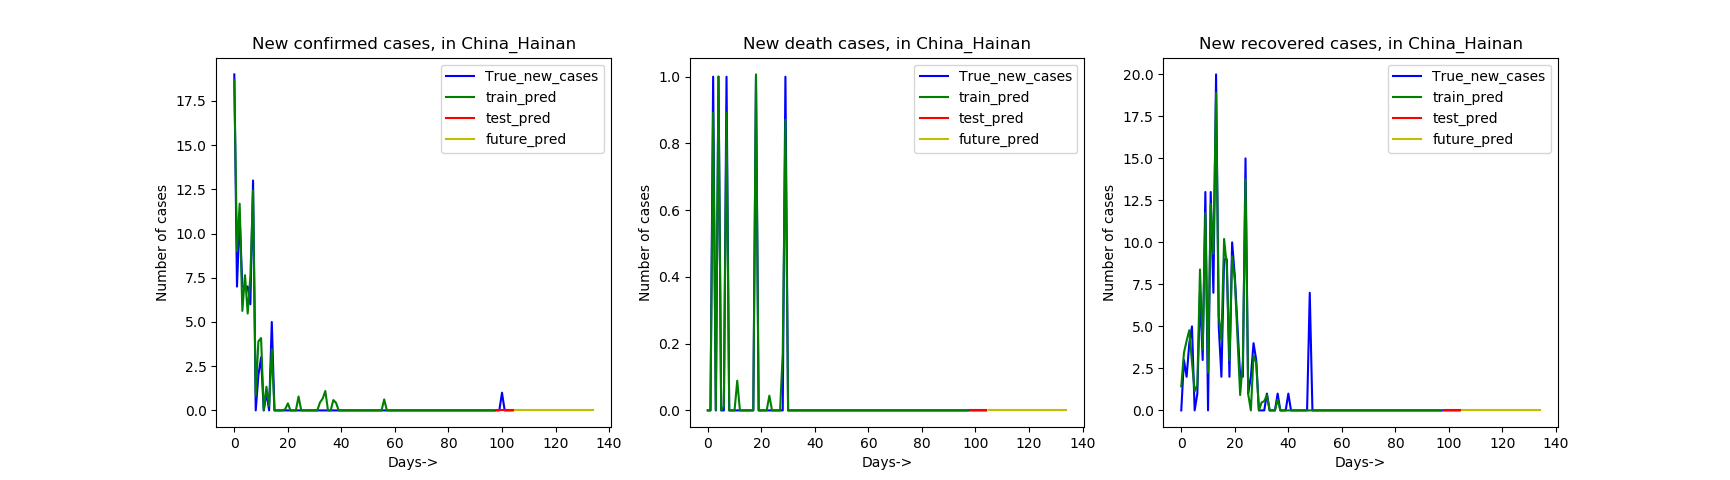 New confirmed cases, in China_Hainan
Number of cases
17.5
15.0
12.5
10.0
7.5
5.0
2.5
0.0
0 20 40 60 80 100 120 140
Days->
True_new_cases
train_pred
test_pred
future_pred
New death cases, in China_Hainan
Number of cases
1.0
0.8
0.6
0.4
0.2
0.0
0 20 40 60 80 100 120 140
Days->
True_new_cases
train_pred
test_pred
future_pred
New recovered cases, in China_Hainan
Number of cases
20.0
17.5
15.0
12.5
10.0
7.5
5.0
2.5
0.0
0 20 40 60 80 100 120 140
Days->
True_new_cases
train_pred
test_pred
future_pred